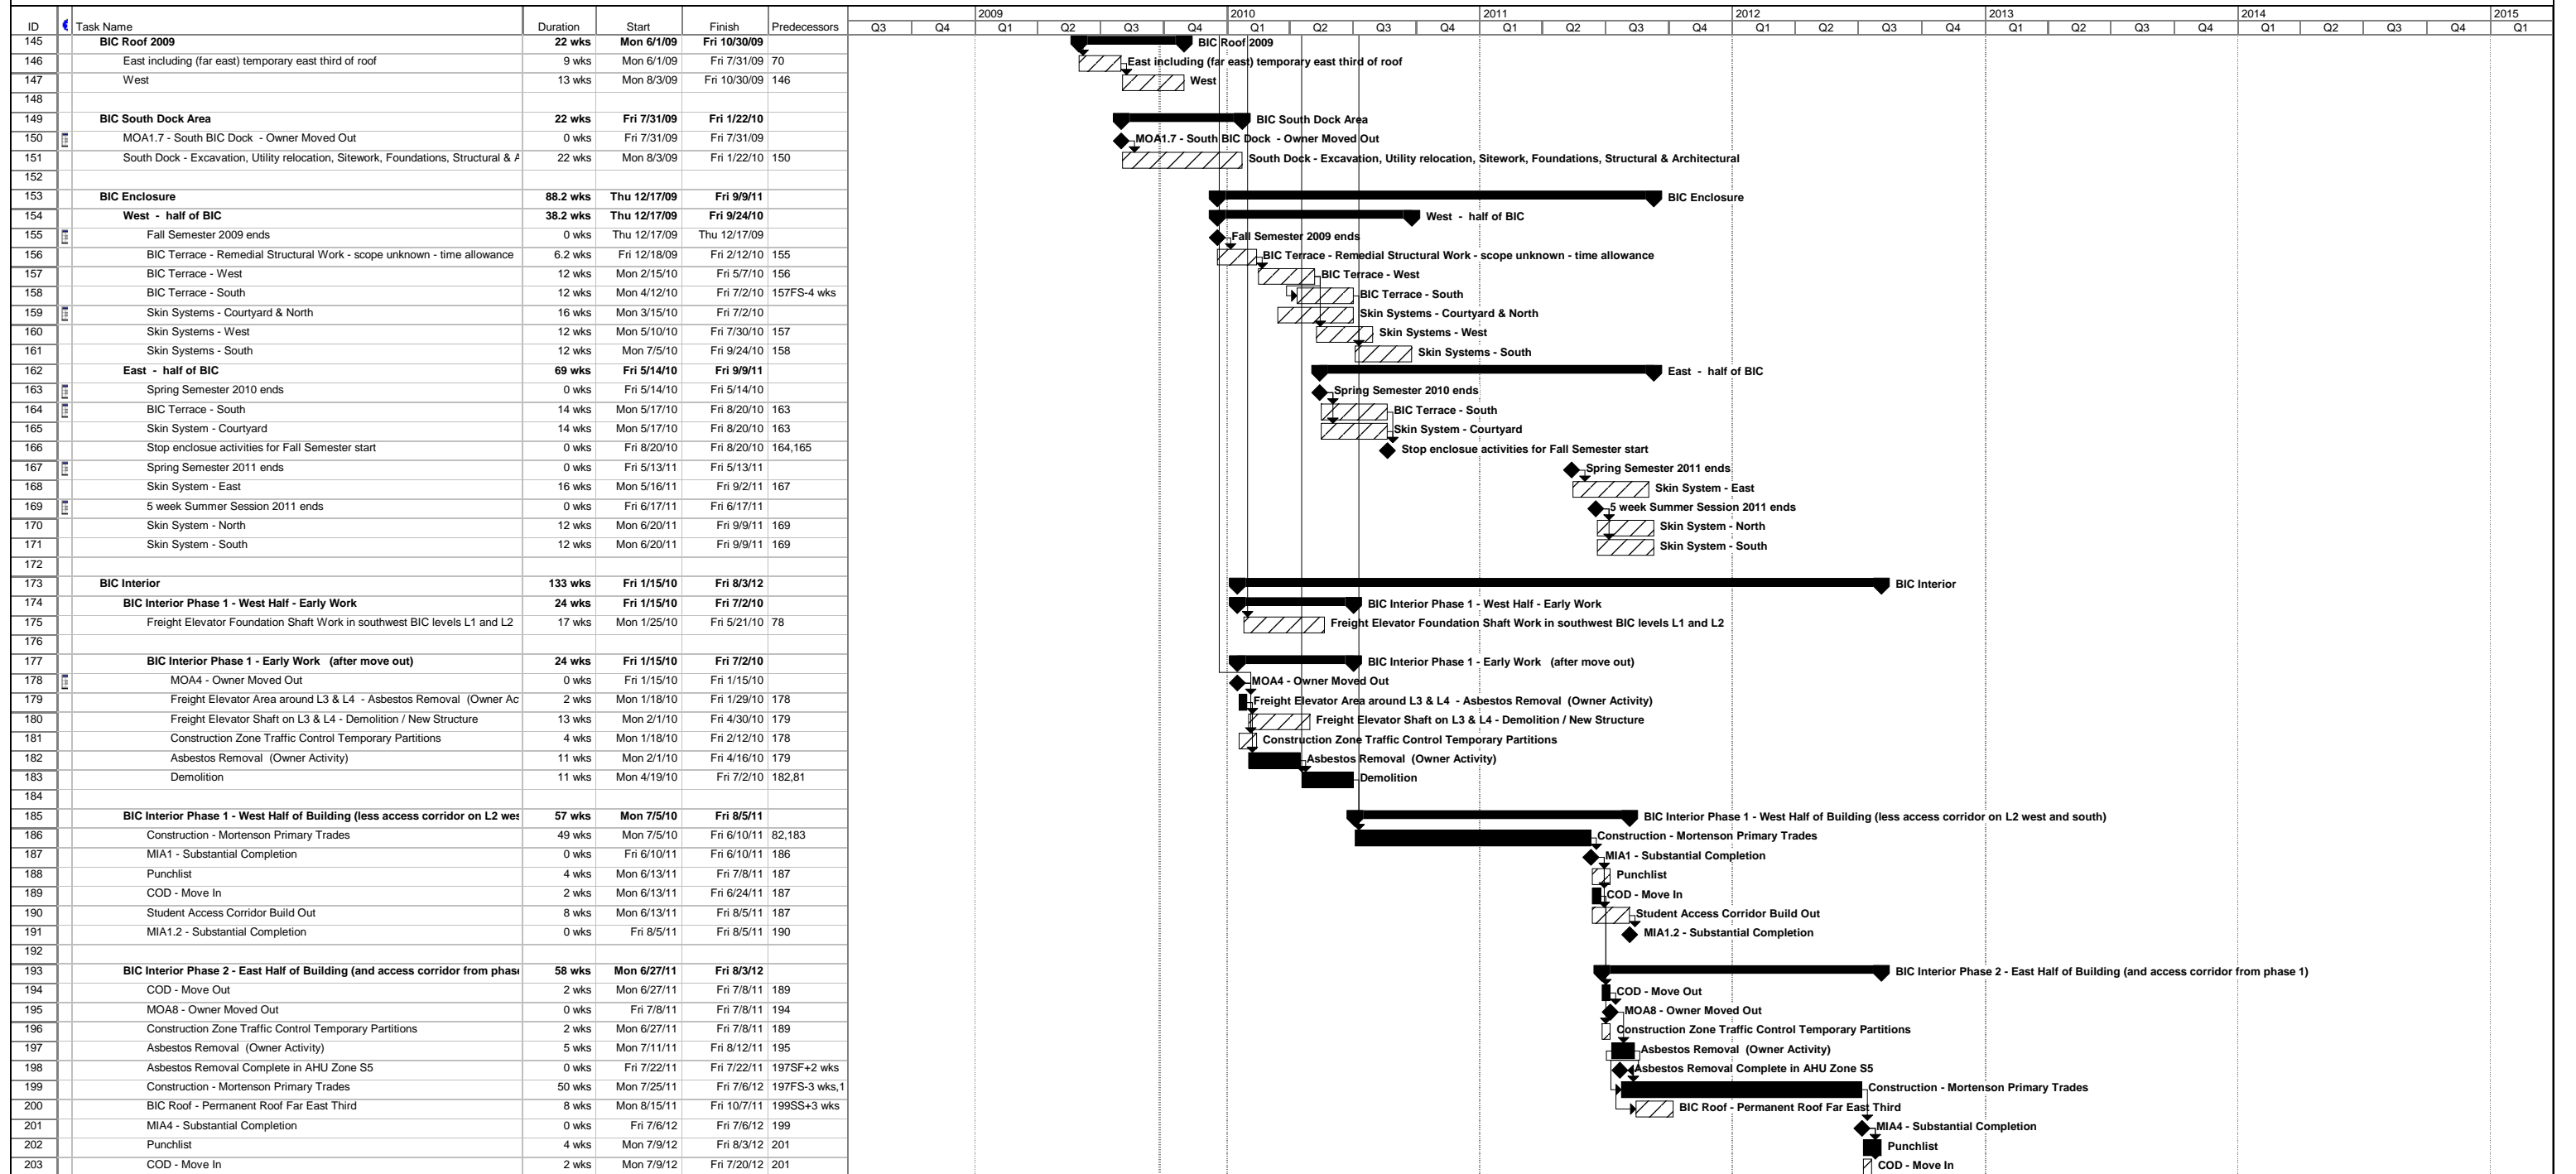 2009 2010 2011 2012 2013 2014 2015
ID Task Name Duration Start Finish Predecessors Q3 Q4 Q1 Q2 Q3 Q4 Q1 Q2 Q3 Q4 Q1 Q2 Q3 Q4 Q1 Q2 Q3 Q4 Q1 Q2 Q3 Q4 Q1 Q2 Q3 Q4 Q1
145 BIC Roof 2009 22 wks Mon 6/1/09 Fri 10/30/09 BIC Roof 2009
146 East including (far east) temporary east third of roof 9 wks Mon 6/1/09 Fri 7/31/09 70 East including (far east) temporary east third of roof
147 West 13 wks Mon 8/3/09 Fri 10/30/09 146 West
148
149 BIC South Dock Area 22 wks Fri 7/31/09 Fri 1/22/10 BIC South Dock Area
150 MOA1.7 - South BIC Dock - Owner Moved Out 0 wks Fri 7/31/09 Fri 7/31/09 MOA1.7 - South BIC Dock - Owner Moved Out
151 South Dock - Excavation, Utility relocation, Sitework, Foundations, Structural & A 22 wks Mon 8/3/09 Fri 1/22/10 150 South Dock - Excavation, Utility relocation, Sitework, Foundations, Structural & Architectural
152
153 BIC Enclosure 88.2 wks Thu 12/17/09 Fri 9/9/11 BIC Enclosure
154 West - half of BIC 38.2 wks Thu 12/17/09 Fri 9/24/10 West - half of BIC
155 Fall Semester 2009 ends 0 wks Thu 12/17/09 Thu 12/17/09 Fall Semester 2009 ends
156 BIC Terrace - Remedial Structural Work - scope unknown - time allowance 6.2 wks Fri 12/18/09 Fri 2/12/10 155 BIC Terrace - Remedial Structural Work - scope unknown - time allowance
157 BIC Terrace - West 12 wks Mon 2/15/10 Fri 5/7/10 156 BIC Terrace - West
158 BIC Terrace - South 12 wks Mon 4/12/10 Fri 7/2/10 157FS-4 wks BIC Terrace - South
159 Skin Systems - Courtyard & North 16 wks Mon 3/15/10 Fri 7/2/10 Skin Systems - Courtyard & North
160 Skin Systems - West 12 wks Mon 5/10/10 Fri 7/30/10 157 Skin Systems - West
161 Skin Systems - South 12 wks Mon 7/5/10 Fri 9/24/10 158 Skin Systems - South
162 East - half of BIC 69 wks Fri 5/14/10 Fri 9/9/11 East - half of BIC
163 Spring Semester 2010 ends 0 wks Fri 5/14/10 Fri 5/14/10 Spring Semester 2010 ends
164 BIC Terrace - South 14 wks Mon 5/17/10 Fri 8/20/10 163 BIC Terrace - South
165 Skin System - Courtyard 14 wks Mon 5/17/10 Fri 8/20/10 163 Skin System - Courtyard
166 Stop enclosue activities for Fall Semester start 0 wks Fri 8/20/10 Fri 8/20/10 164,165 Stop enclosue activities for Fall Semester start
167 Spring Semester 2011 ends 0 wks Fri 5/13/11 Fri 5/13/11 Spring Semester 2011 ends
168 Skin System - East 16 wks Mon 5/16/11 Fri 9/2/11 167 Skin System - East
169 5 week Summer Session 2011 ends 0 wks Fri 6/17/11 Fri 6/17/11 5 week Summer Session 2011 ends
170 Skin System - North 12 wks Mon 6/20/11 Fri 9/9/11 169 Skin System - North
171 Skin System - South 12 wks Mon 6/20/11 Fri 9/9/11 169 Skin System - South
172
173 BIC Interior 133 wks Fri 1/15/10 Fri 8/3/12 BIC Interior
174 BIC Interior Phase 1 - West Half - Early Work 24 wks Fri 1/15/10 Fri 7/2/10 BIC Interior Phase 1 - West Half - Early Work
175 Freight Elevator Foundation Shaft Work in southwest BIC levels L1 and L2 17 wks Mon 1/25/10 Fri 5/21/10 78 Freight Elevator Foundation Shaft Work in southwest BIC levels L1 and L2
176
177 BIC Interior Phase 1 - Early Work (after move out) 24 wks Fri 1/15/10 Fri 7/2/10 BIC Interior Phase 1 - Early Work (after move out)
178 MOA4 - Owner Moved Out 0 wks Fri 1/15/10 Fri 1/15/10 MOA4 - Owner Moved Out
179 Freight Elevator Area around L3 & L4 - Asbestos Removal (Owner Ac 2 wks Mon 1/18/10 Fri 1/29/10 178 Freight Elevator Area around L3 & L4 - Asbestos Removal (Owner Activity)
180 Freight Elevator Shaft on L3 & L4 - Demolition / New Structure 13 wks Mon 2/1/10 Fri 4/30/10 179 Freight Elevator Shaft on L3 & L4 - Demolition / New Structure
181 Construction Zone Traffic Control Temporary Partitions 4 wks Mon 1/18/10 Fri 2/12/10 178 Construction Zone Traffic Control Temporary Partitions
182 Asbestos Removal (Owner Activity) 11 wks Mon 2/1/10 Fri 4/16/10 179 Asbestos Removal (Owner Activity)
183 Demolition 11 wks Mon 4/19/10 Fri 7/2/10 182,81 Demolition
184
185 BIC Interior Phase 1 - West Half of Building (less access corridor on L2 wes 57 wks Mon 7/5/10 Fri 8/5/11 BIC Interior Phase 1 - West Half of Building (less access corridor on L2 west and south)
186 Construction - Mortenson Primary Trades 49 wks Mon 7/5/10 Fri 6/10/11 82,183 Construction - Mortenson Primary Trades
187 MIA1 - Substantial Completion 0 wks Fri 6/10/11 Fri 6/10/11 186 MIA1 - Substantial Completion
188 Punchlist 4 wks Mon 6/13/11 Fri 7/8/11 187 Punchlist
189 COD - Move In 2 wks Mon 6/13/11 Fri 6/24/11 187 COD - Move In
190 Student Access Corridor Build Out 8 wks Mon 6/13/11 Fri 8/5/11 187 Student Access Corridor Build Out
191 MIA1.2 - Substantial Completion 0 wks Fri 8/5/11 Fri 8/5/11 190 MIA1.2 - Substantial Completion
192
193 BIC Interior Phase 2 - East Half of Building (and access corridor from phase 58 wks Mon 6/27/11 Fri 8/3/12 BIC Interior Phase 2 - East Half of Building (and access corridor from phase 1)
194 COD - Move Out 2 wks Mon 6/27/11 Fri 7/8/11 189 COD - Move Out
195 MOA8 - Owner Moved Out 0 wks Fri 7/8/11 Fri 7/8/11 194 MOA8 - Owner Moved Out
196 Construction Zone Traffic Control Temporary Partitions 2 wks Mon 6/27/11 Fri 7/8/11 189 Construction Zone Traffic Control Temporary Partitions
197 Asbestos Removal (Owner Activity) 5 wks Mon 7/11/11 Fri 8/12/11 195 Asbestos Removal (Owner Activity)
198 Asbestos Removal Complete in AHU Zone S5 0 wks Fri 7/22/11 Fri 7/22/11 197SF+2 wks Asbestos Removal Complete in AHU Zone S5
199 Construction - Mortenson Primary Trades 50 wks Mon 7/25/11 Fri 7/6/12 197FS-3 wks,1 Construction - Mortenson Primary Trades
200 BIC Roof - Permanent Roof Far East Third 8 wks Mon 8/15/11 Fri 10/7/11 199SS+3 wks BIC Roof - Permanent Roof Far East Third
201 MIA4 - Substantial Completion 0 wks Fri 7/6/12 Fri 7/6/12 199 MIA4 - Substantial Completion
202 Punchlist 4 wks Mon 7/9/12 Fri 8/3/12 201 Punchlist
203 COD - Move In 2 wks Mon 7/9/12 Fri 7/20/12 201 COD - Move In